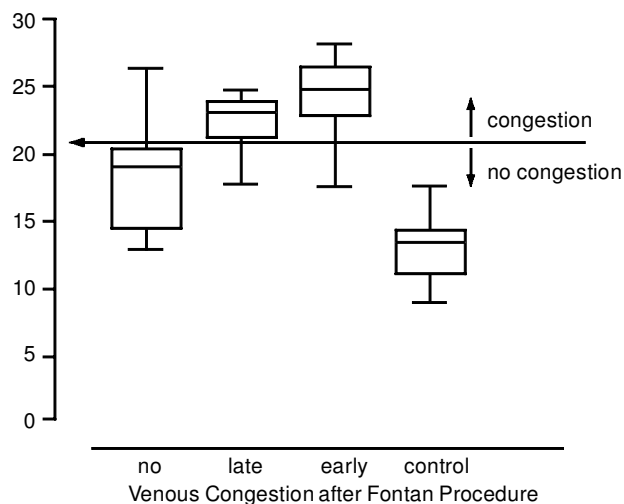 30
25
20
15
10
5
0
congestion
no congestion
no late early control
Venous Congestion after Fontan Procedure